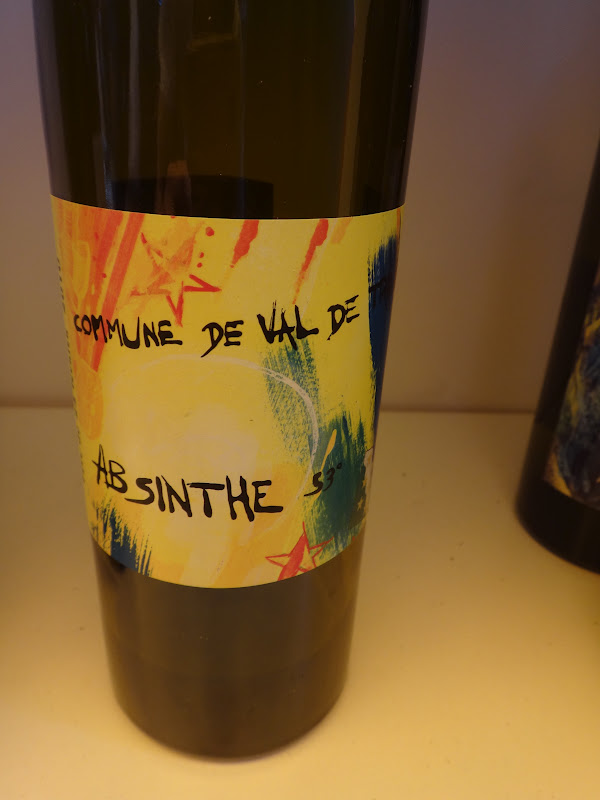 COMMUNE DE VAL DE
ABSINTHE 53°